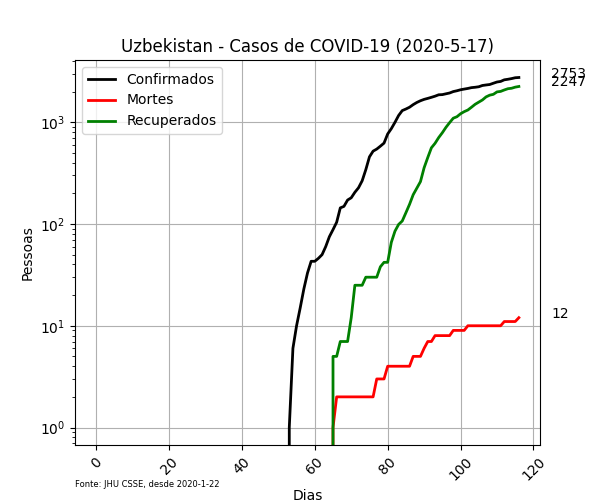 Uzbekistan - Casos de COVID-19 (2020-5-17)
Confirmados
Mortes
Recuperados
2753
2247
12
Pessoas
10³
10²
10¹
10⁰
0 20 40 60 80 100 120
Fonte: JHU CSSE, desde 2020-1-22
Dias